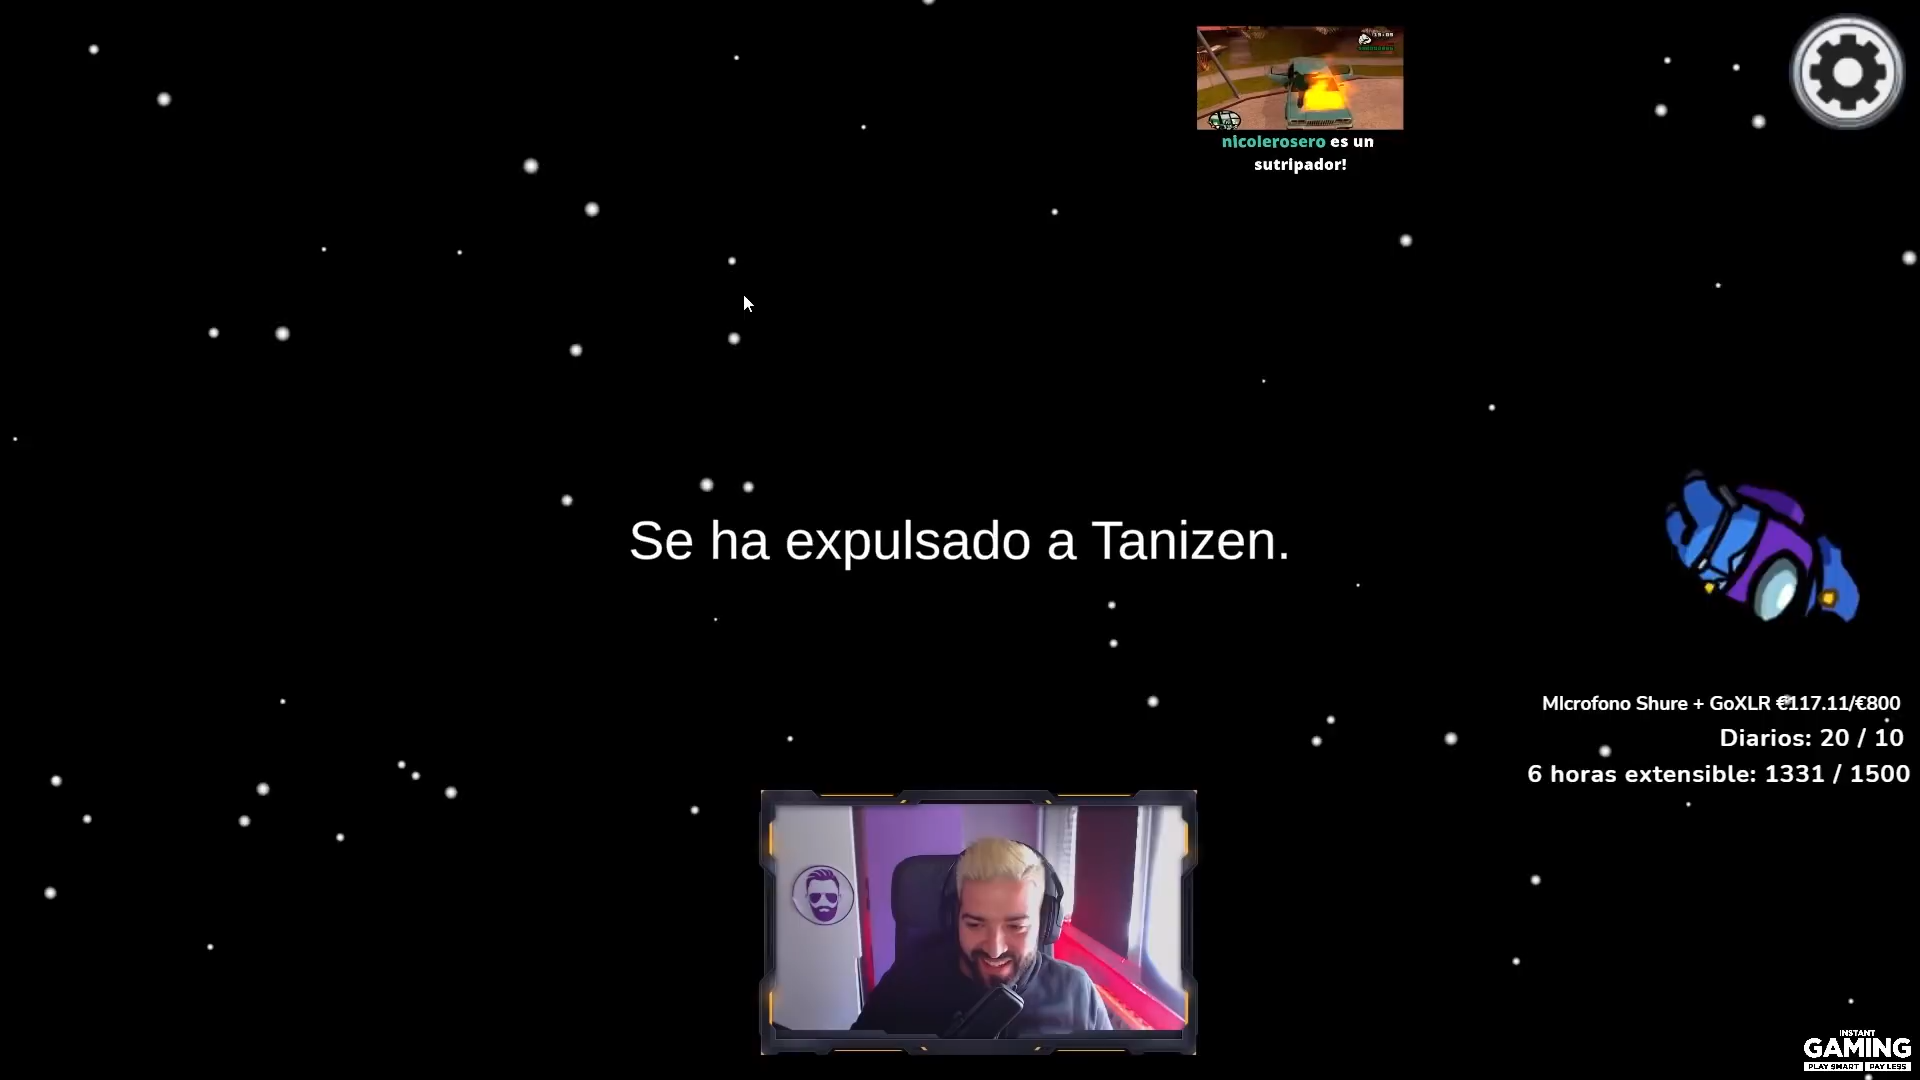 nicolerosero es un
sutripador!
Se ha expulsado a Tanizen.
MIcrofono Shure + GoXLR €117.11/€800
Diarios: 20 / 10
6 horas extensible: 1331 / 1500
INSTANT
GAMING
PLAY SMART PAY LESS